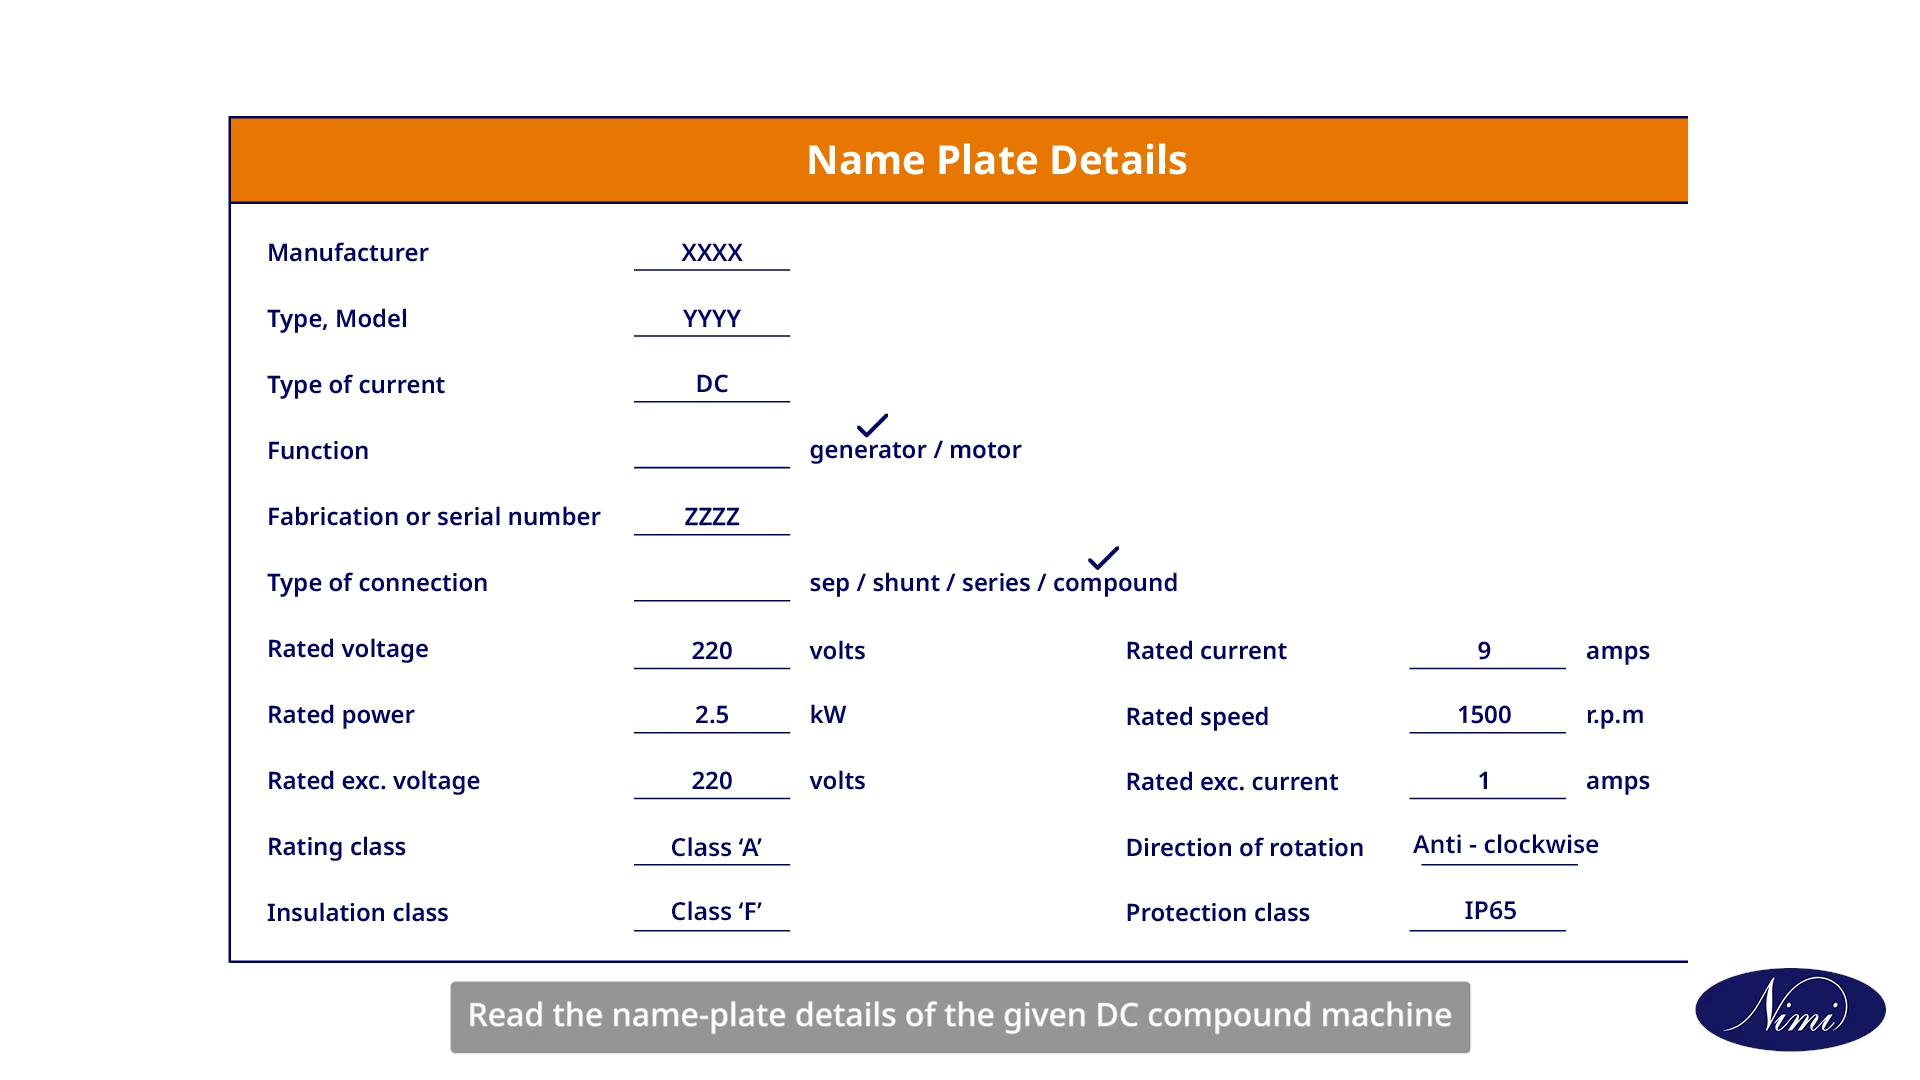 Name Plate Details
Manufacturer XXXX
Type, Model YYYY
Type of current DC
Function generator / motor
Fabrication or serial number ZZZZ
Type of connection sep / shunt / series / compound
Rated voltage 220 volts Rated current 9 amps
Rated power 2.5 kW Rated speed 1500 r.p.m
Rated exc. voltage 220 volts Rated exc. current 1 amps
Rating class Class ‘A’ Direction of rotation Anti - clockwise
Insulation class Class ‘F’ Protection class IP65
Read the name-plate details of the given DC compound machine
Nimi